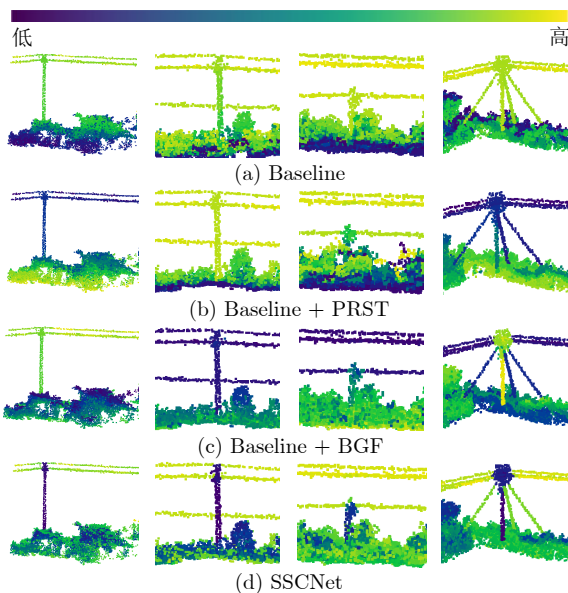 低 高
(a) Baseline
(b) Baseline + PRST
(c) Baseline + BGF
(d) SSCNet